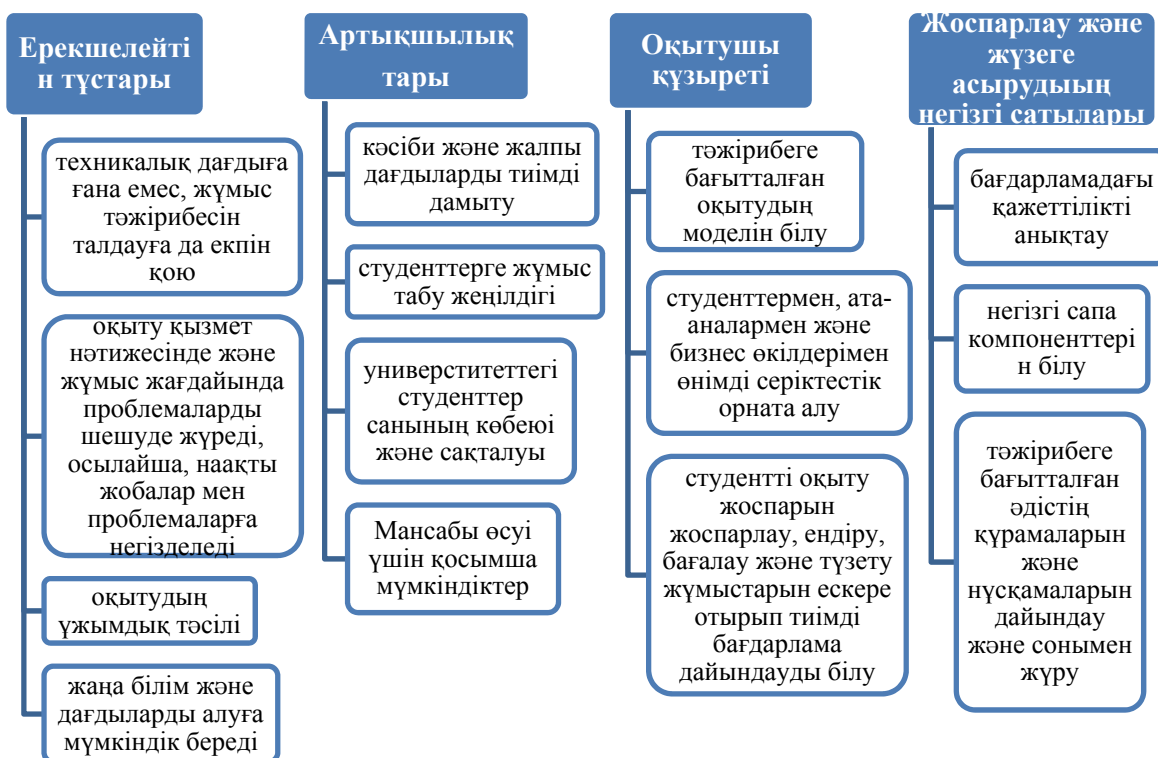 Ерекшелейті
н тұстары
техникалық дағдыға
ғана емес, жұмыс
тәжірибесін
талдауға да екпін
қою
оқыту қызмет
нәтижесінде және
жұмыс жағдайында
проблемаларды
шешуде жүреді,
осылайша, наақты
жобалар мен
проблемаларға
негізделеді
оқытудың
ұжымдық тәсілі
жаңа білім және
дағдыларды алуға
мүмкіндік береді
Артықшылық
тары
кәсіби және жалпы
дағдыларды тиімді
дамыту
студенттерге жұмыс
табу жеңілдігі
университеттегі
студенттер
санының көбеюі
және сақталуы
Мансабы өсуі
үшін қосымша
мүмкіндіктер
Оқытушы
құзыреті
тәжірибеге
бағытталған
оқытудың
моделін білу
студенттермен, ата-
аналармен және
бизнес өкілдерімен
өнімді серіктестік
орната алу
студентті оқыту
жоспарын
жоспарлау, ендіру,
бағалау және түзету
жұмыстарын ескере
отырып тиімді
бағдарлама
дайындауды білу
Жоспарлау және
жүзеге
асырудыың
негізгі сатылары
бағдарламадағы
қажеттілікті
анықтау
негізгі сапа
компоненттері
н білу
тәжірибеге
бағытталған
әдістің
құрамаларын
және
нұсқамаларын
дайындау
және сонымен
жүру